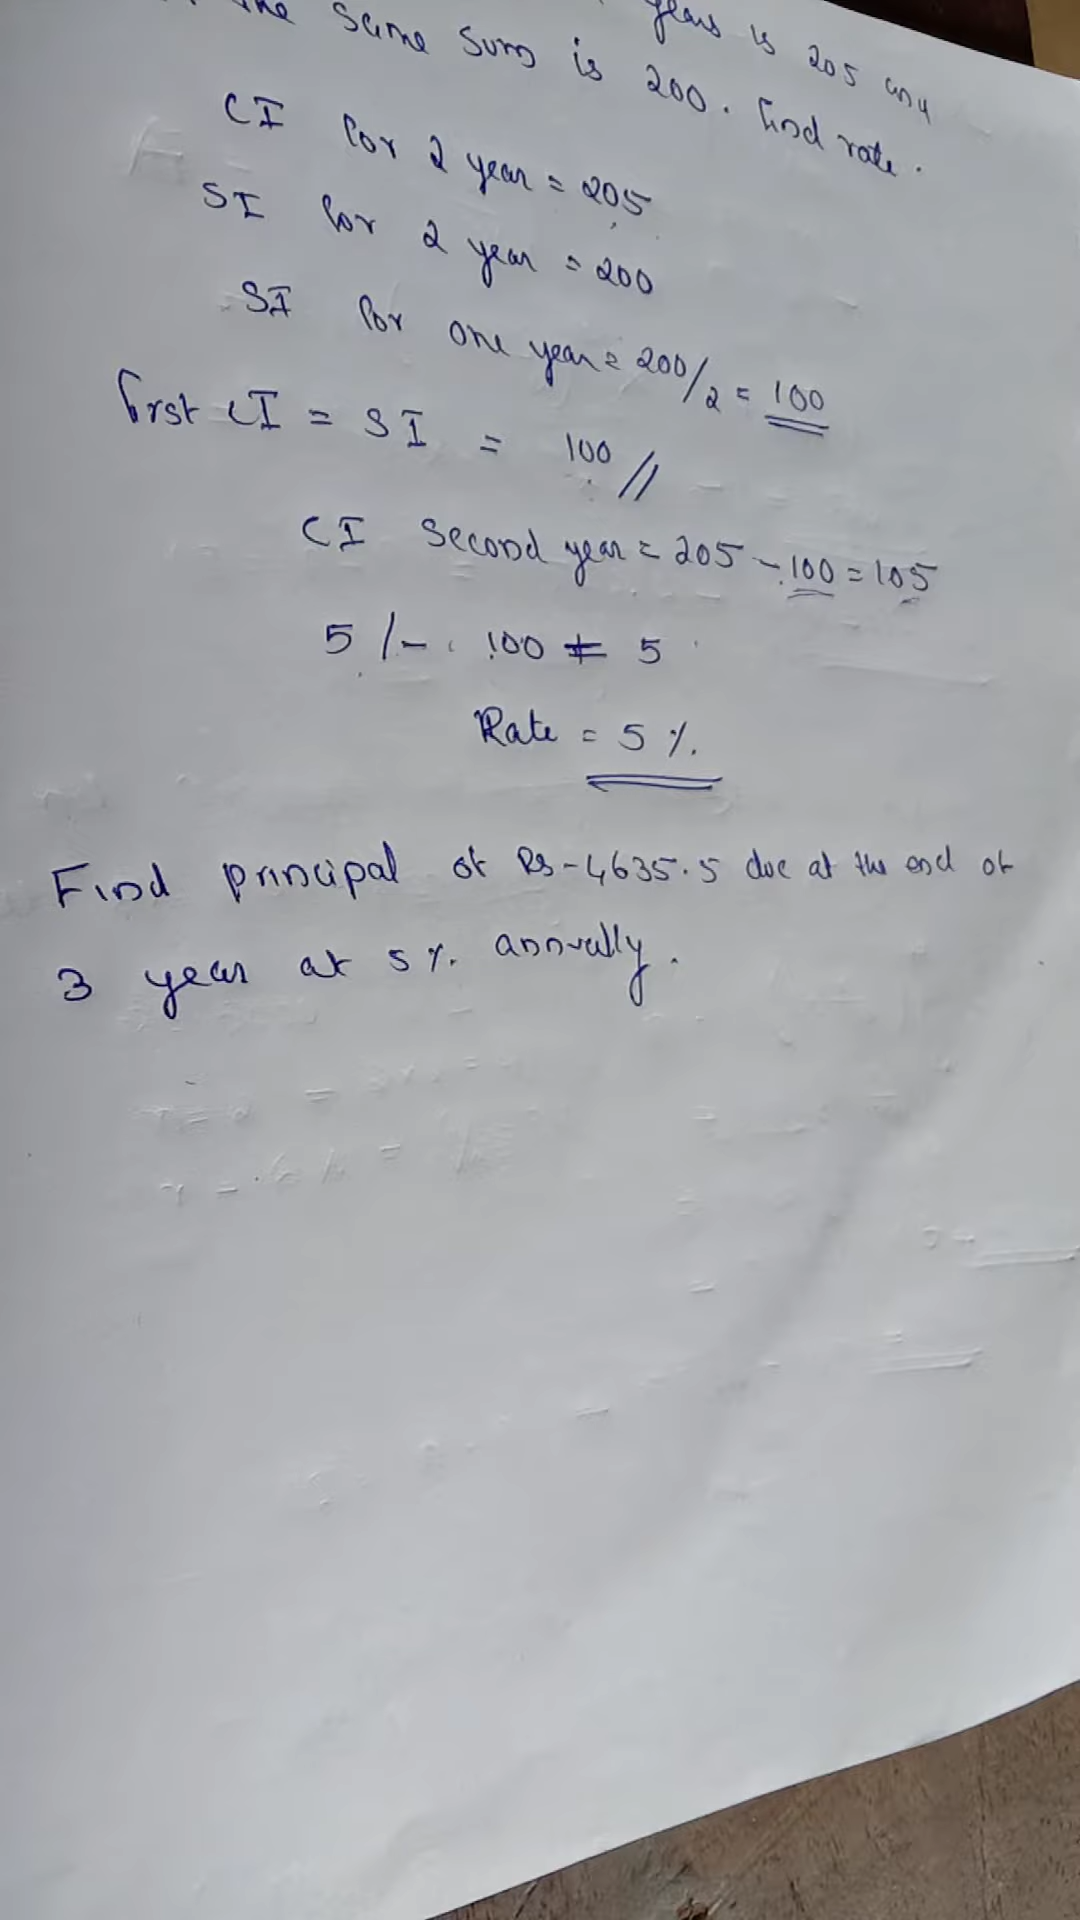 the same sum is 200. Find rate.
years is 205 and
CI for 2 year = 205
SI for 2 year = 200
SI for one year = 200/2 = 100
first CI = SI = 100 //
CI second year = 205 - 100 = 105
5 /- 100 = 5
Rate = 5 %.
Find principal of Rs-4635.5 due at the end of
3 year at 5 %. annually.